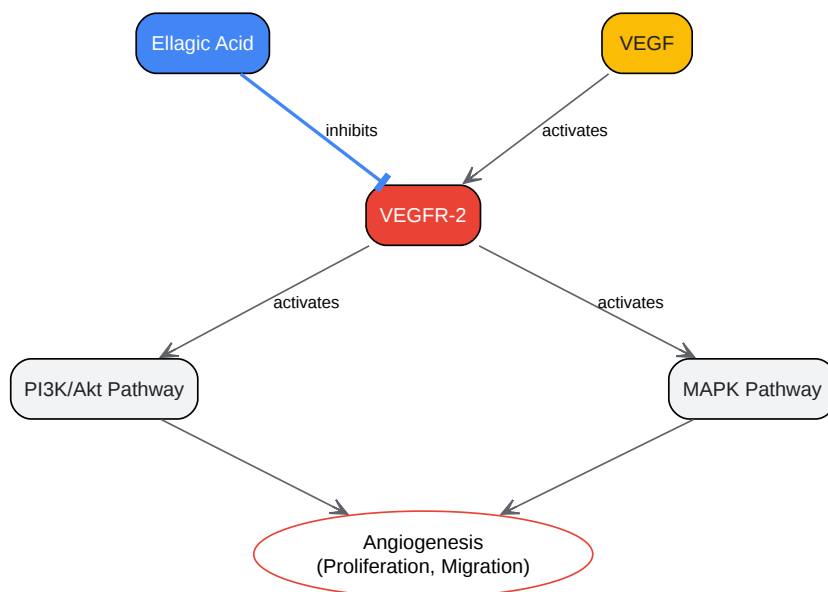 Ellagic Acid
VEGF
inhibits
activates
VEGFR-2
activates
activates
PI3K/Akt Pathway
MAPK Pathway
Angiogenesis
(Proliferation, Migration)